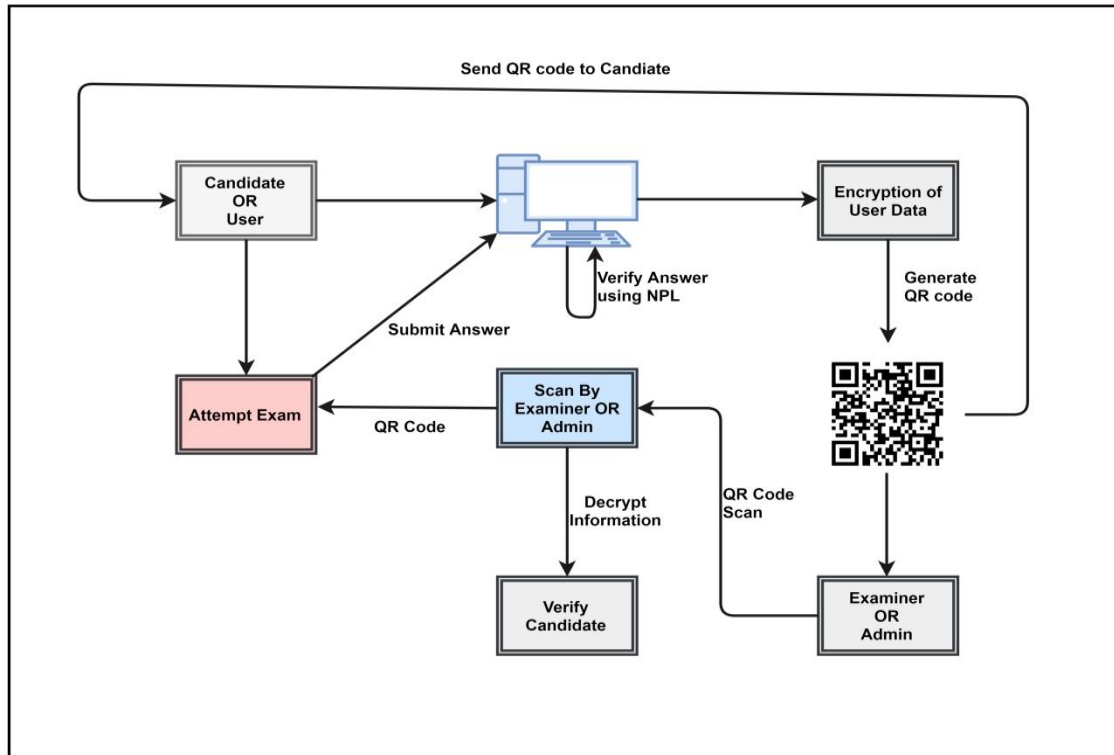 Send QR code to Candiate
Candidate
OR
User
Encryption of
User Data
Verify Answer
using NPL
Generate
QR code
Submit Answer
Attempt Exam
QR Code
Scan By
Examiner OR
Admin
Decrypt
Information
QR Code
Scan
Verify
Candidate
Examiner
OR
Admin